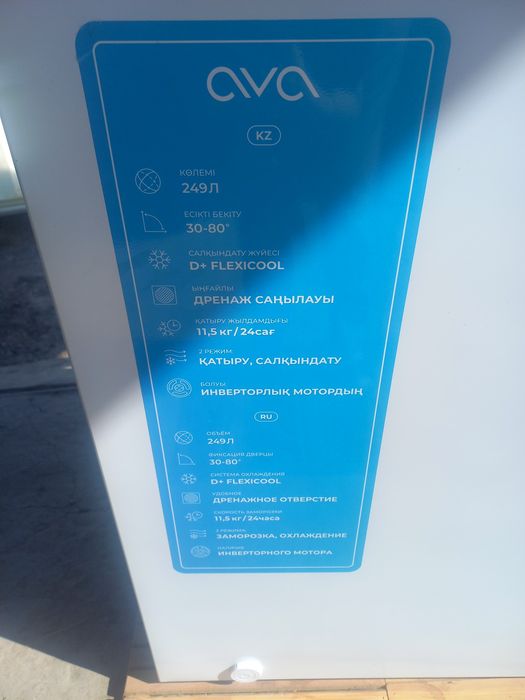 ava
KZ
КӨЛЕМІ
249Л
ЕСІКТІ БЕКІТУ
30-80°
САЛҚЫНДАТУ ЖҮЙЕСІ
D+ FLEXICOOL
ЫҢҒАЙЛЫ
ДРЕНАЖ САҢЫЛАУЫ
ҚАТЫРУ ЖЫЛДАМДЫҒЫ
11,5 кг/24сағ
2 РЕЖИМ
ҚАТЫРУ, САЛҚЫНДАТУ
БОЛУЫ
ИНВЕРТОРЛЫҚ МОТОРДЫҢ
RU
ОБЪЁМ
249Л
ФИКСАЦИЯ ДВЕРЦЫ
30-80°
СИСТЕМА ОХЛАЖДЕНИЯ
D+ FLEXICOOL
УДОБНОЕ
ДРЕНАЖНОЕ ОТВЕРСТИЕ
СКОРОСТЬ ЗАМОРОЗКИ
11,5 кг/24часа
2 РЕЖИМА
ЗАМОРОЗКА, ОХЛАЖДЕНИЕ
НАЛИЧИЕ
ИНВЕРТОРНОГО МОТОРА